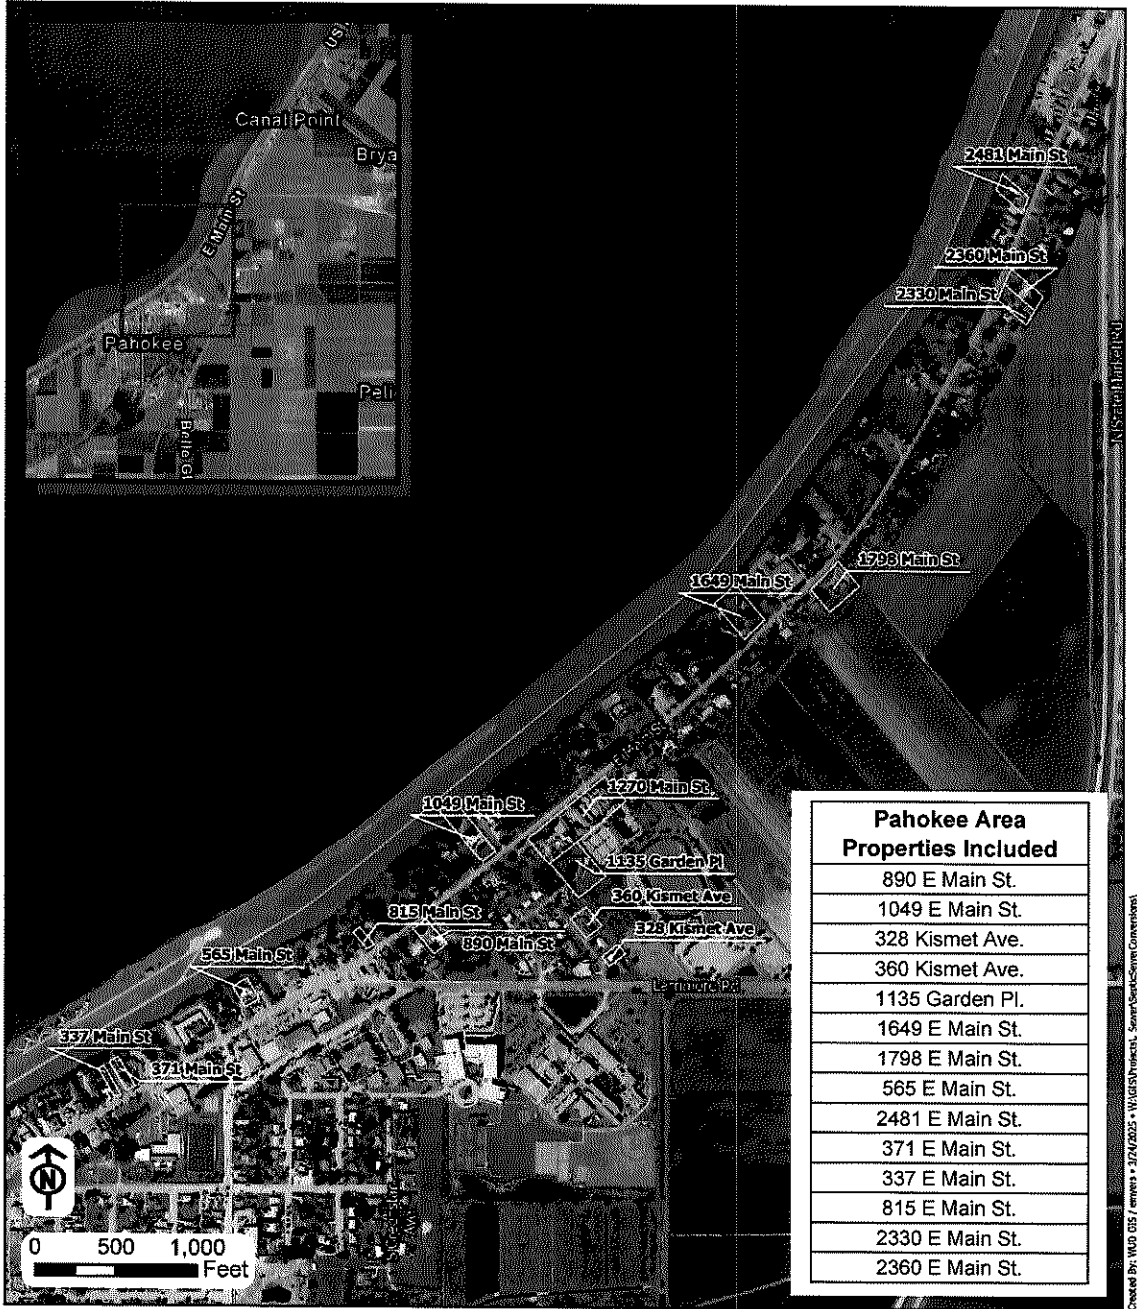 US
Canal Point
Brya
E Main St
Pahokee
Peli
Belle Gl
2481 Main St
2360 Main St
2330 Main St
N State Market Rd
1798 Main St
1649 Main St
E Main St
1270 Main St
1049 Main St
1135 Garden Pl
360 Kismet Ave
815 Main St
328 Kismet Ave
890 Main St
565 Main St
Larrimore Rd
337 Main St
371 Main St
N
0 500 1,000
Feet
Pahokee Area
Properties Included
890 E Main St.
1049 E Main St.
328 Kismet Ave.
360 Kismet Ave.
1135 Garden Pl.
1649 E Main St.
1798 E Main St.
565 E Main St.
2481 E Main St.
371 E Main St.
337 E Main St.
815 E Main St.
2330 E Main St.
2360 E Main St.